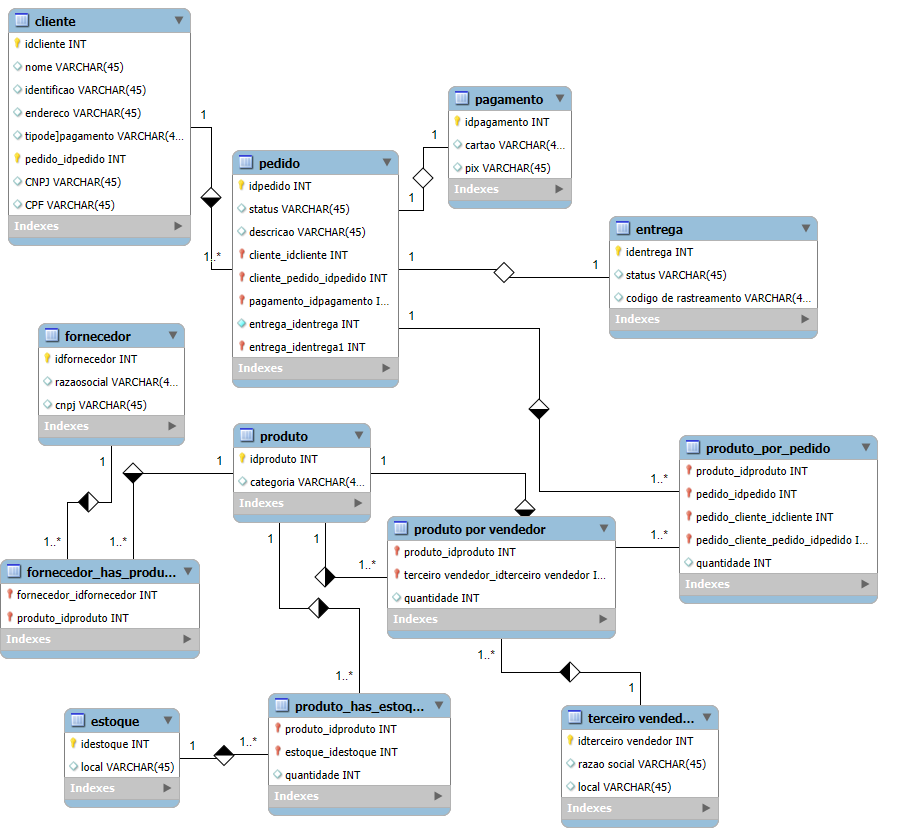 cliente
idcliente INT
nome VARCHAR(45)
identificao VARCHAR(45)
endereco VARCHAR(45)
tipode]pagamento VARCHAR(4...
pedido_idpedido INT
CNPJ VARCHAR(45)
CPF VARCHAR(45)
Indexes
1
1..*
pagamento
idpagamento INT
cartao VARCHAR(4...
pix VARCHAR(45)
Indexes
1
1
pedido
idpedido INT
status VARCHAR(45)
descricao VARCHAR(45)
cliente_idcliente INT
cliente_pedido_idpedido INT
pagamento_idpagamento I...
entrega_identrega INT
entrega_identrega1 INT
Indexes
1
1
1
entrega
identrega INT
status VARCHAR(45)
codigo de rastreamento VARCHAR(4...
Indexes
fornecedor
idfornecedor INT
razaosocial VARCHAR(4...
cnpj VARCHAR(45)
Indexes
1
1..*
1
1..*
produto
idproduto INT
categoria VARCHAR(4...
Indexes
1
1
1
1..*
1..*
produto_por_pedido
produto_idproduto INT
pedido_idpedido INT
pedido_cliente_idcliente INT
pedido_cliente_pedido_idpedido I...
quantidade INT
Indexes
1..*
1..*
produto por vendedor
produto_idproduto INT
terceiro vendedor_idterceiro vendedor I...
quantidade INT
Indexes
1..*
1
fornecedor_has_produ...
fornecedor_idfornecedor INT
produto_idproduto INT
Indexes
estoque
idestoque INT
local VARCHAR(45)
Indexes
1
1..*
produto_has_estoq...
produto_idproduto INT
estoque_idestoque INT
quantidade INT
Indexes
terceiro vended...
idterceiro vendedor INT
razao social VARCHAR(45)
local VARCHAR(45)
Indexes